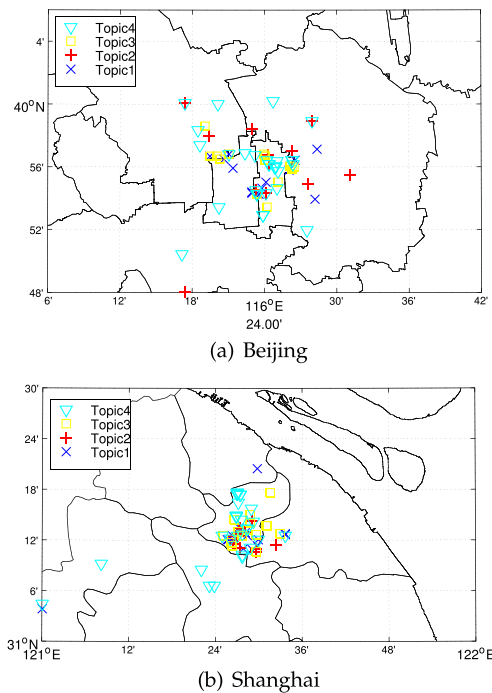 4'
Topic4
Topic3
Topic2
Topic1
40°N
56'
52'
48'
6' 12' 18' 116°E 30' 36' 42'
24.00'
(a) Beijing
30'
Topic4
Topic3
Topic2
Topic1
24'
18'
12'
6'
31°N
121°E 12' 24' 36' 48' 122°E
(b) Shanghai